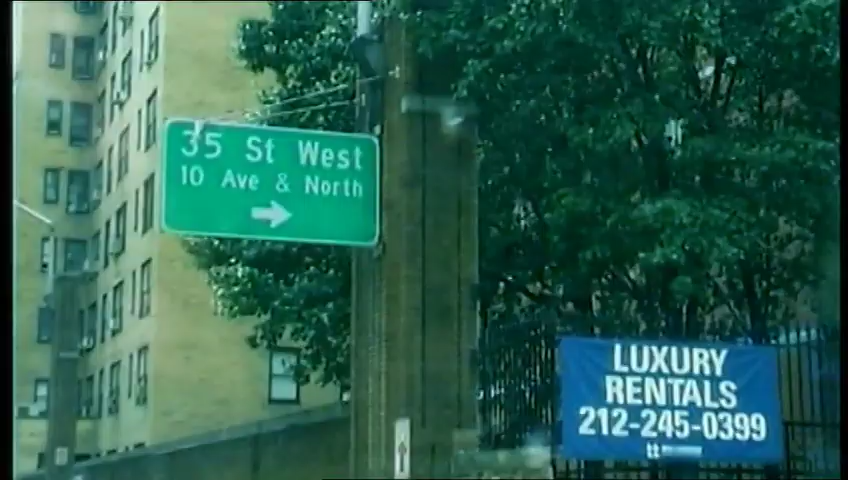 35 St West
10 Ave & North
LUXURY
RENTALS
212-245-0399